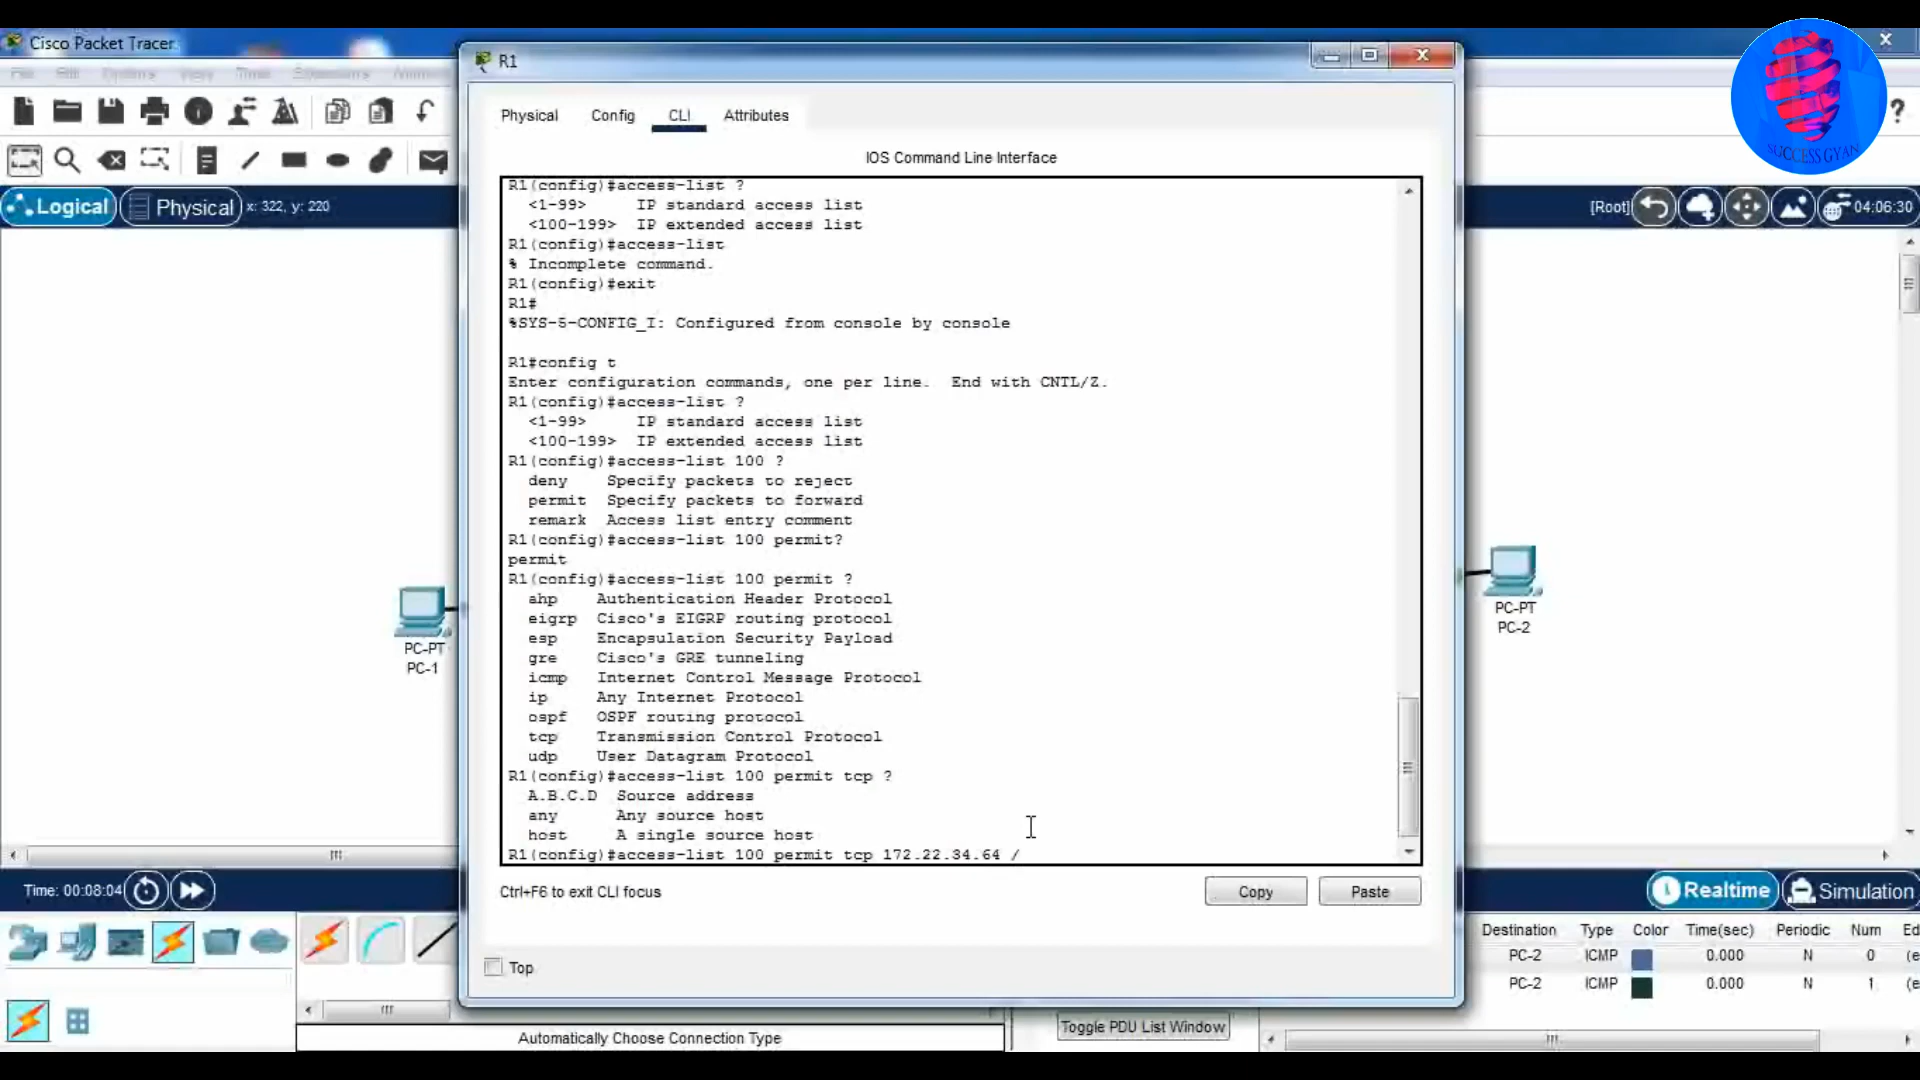 Cisco Packet Tracer
R1
Physical Config CLI Attributes
SUCCESS GYAN
?
IOS Command Line Interface
Logical Physical x: 322, y: 220
[Root] 04:06:30
R1(config)#access-list ?
<1-99> IP standard access list
<100-199> IP extended access list
R1(config)#access-list
% Incomplete command.
R1(config)#exit
R1#
%SYS-5-CONFIG_I: Configured from console by console
R1#config t
Enter configuration commands, one per line. End with CNTL/Z.
R1(config)#access-list ?
<1-99> IP standard access list
<100-199> IP extended access list
R1(config)#access-list 100 ?
deny Specify packets to reject
permit Specify packets to forward
remark Access list entry comment
R1(config)#access-list 100 permit?
permit
R1(config)#access-list 100 permit ?
ahp Authentication Header Protocol
eigrp Cisco's EIGRP routing protocol
esp Encapsulation Security Payload
gre Cisco's GRE tunneling
icmp Internet Control Message Protocol
ip Any Internet Protocol
ospf OSPF routing protocol
tcp Transmission Control Protocol
udp User Datagram Protocol
R1(config)#access-list 100 permit tcp ?
A.B.C.D Source address
any Any source host
host A single source host
R1(config)#access-list 100 permit tcp 172.22.34.64 /
PC-PT
PC-1
PC-PT
PC-2
Ctrl+F6 to exit CLI focus
Copy Paste
Top
Time: 00:08:04
Realtime Simulation
Destination Type Color Time(sec) Periodic Num Ed
PC-2 ICMP 0.000 N 0 (e
PC-2 ICMP 0.000 N 1 (e
Toggle PDU List Window
Automatically Choose Connection Type